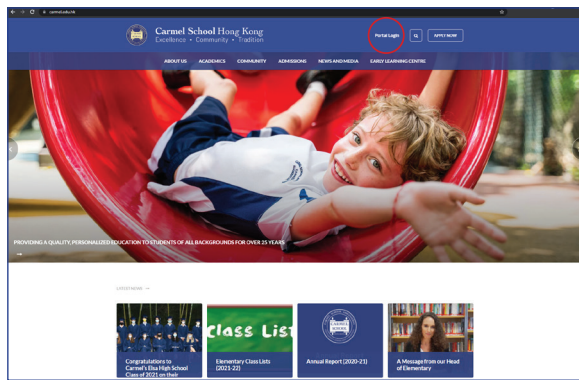 carmel.edu.hk
Carmel School Hong Kong
Excellence • Community • Tradition
Portal Login
APPLY NOW
ABOUT US ACADEMICS COMMUNITY ADMISSIONS NEWS AND MEDIA EARLY LEARNING CENTRE
PROVIDING A QUALITY, PERSONALIZED EDUCATION TO STUDENTS OF ALL BACKGROUNDS FOR OVER 25 YEARS
LATEST NEWS
Class List
CARMEL
SCHOOL
Congratulations to
Carmel's Elsa High School
Class of 2021 on their
Elementary Class Lists
(2021-22)
Annual Report (2020-21)
A Message from our Head
of Elementary